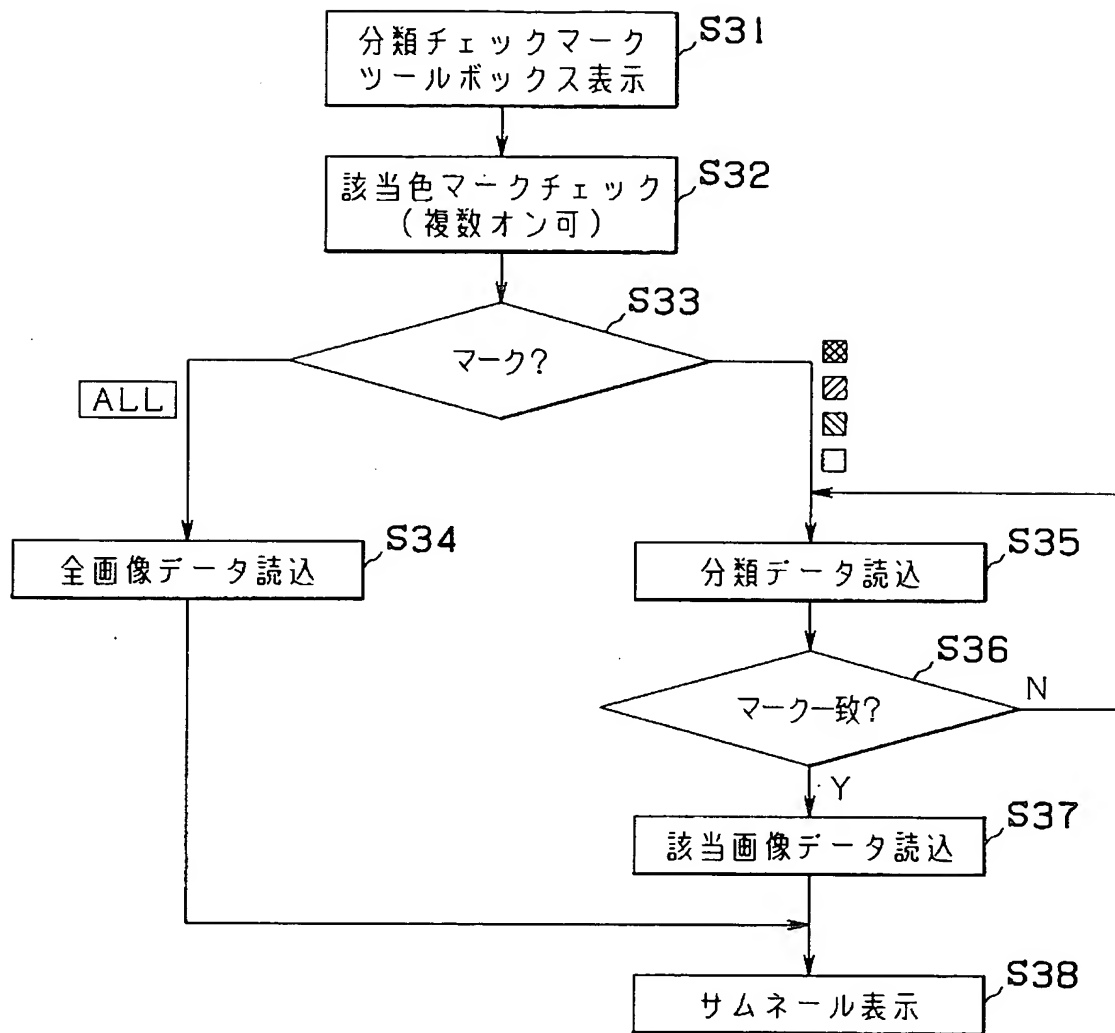 分類チェックマーク
ツールボックス表示
S31
該当色マークチェック
(複数オン可)
S32
マーク?
S33
ALL
全画像データ読込
S34
分類データ読込
S35
マーク一致?
S36
N
Y
該当画像データ読込
S37
サムネール表示
S38